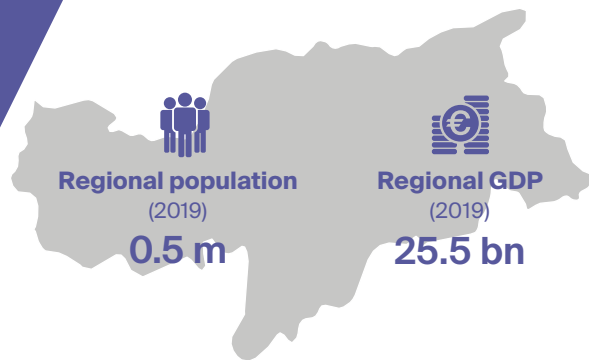 Regional population
(2019)
0.5 m
€
Regional GDP
(2019)
25.5 bn